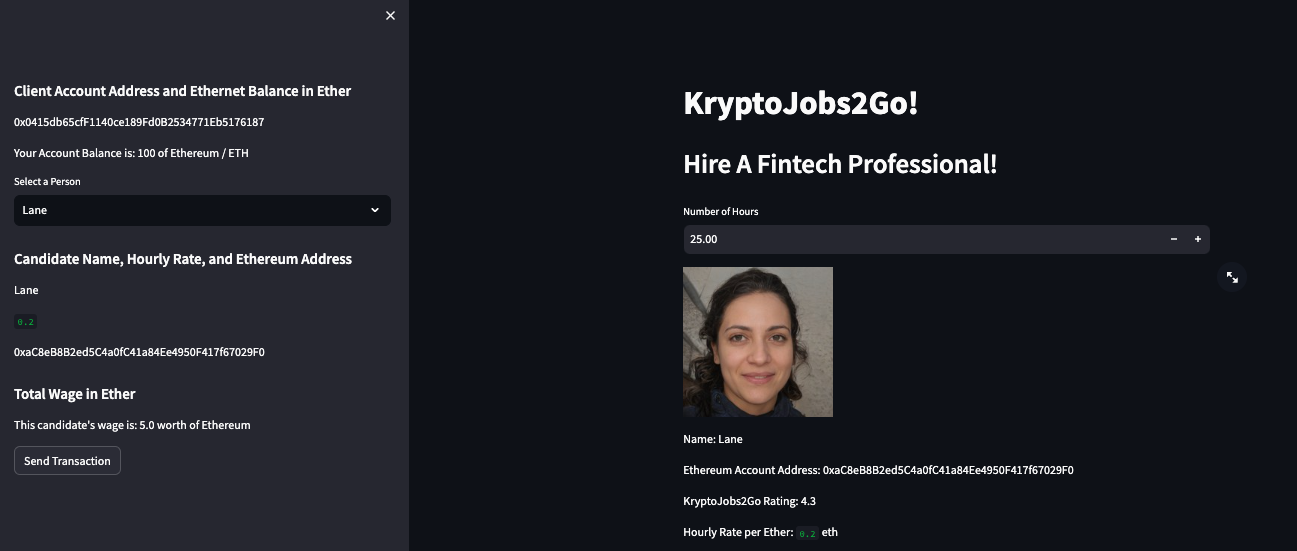 Client Account Address and Ethernet Balance in Ether
0x0415db65cfF1140ce189Fd0B2534771Eb5176187
Your Account Balance is: 100 of Ethereum / ETH
Select a Person
Lane
Candidate Name, Hourly Rate, and Ethereum Address
Lane
0.2
0xaC8eB8B2ed5C4a0fC41a84Ee4950F417f67029F0
Total Wage in Ether
This candidate's wage is: 5.0 worth of Ethereum
Send Transaction
KryptoJobs2Go!
Hire A Fintech Professional!
Number of Hours
25.00
Name: Lane
Ethereum Account Address: 0xaC8eB8B2ed5C4a0fC41a84Ee4950F417f67029F0
KryptoJobs2Go Rating: 4.3
Hourly Rate per Ether: 0.2 eth